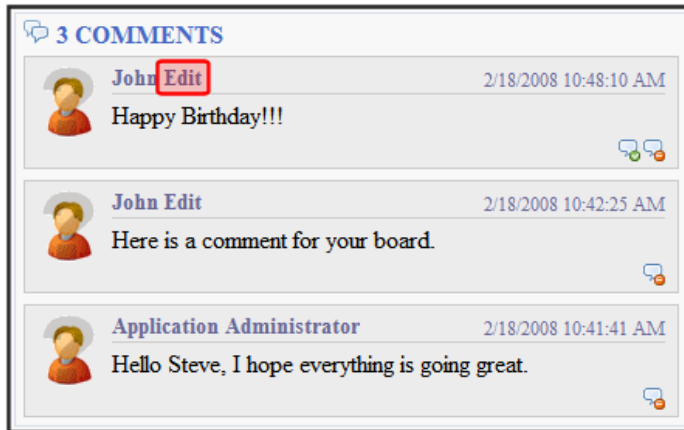 3 COMMENTS
John Edit 2/18/2008 10:48:10 AM
Happy Birthday!!!
John Edit 2/18/2008 10:42:25 AM
Here is a comment for your board.
Application Administrator 2/18/2008 10:41:41 AM
Hello Steve, I hope everything is going great.